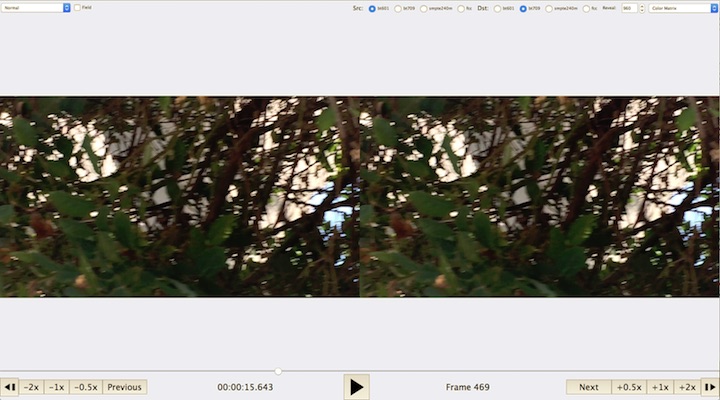 Normal Field Src: bt601 bt709 smpte240m fcc Dst: bt601 bt709 smpte240m fcc Reveal: 960 Color Matrix
-2x -1x -0.5x Previous 00:00:15.643 Frame 469 Next +0.5x +1x +2x